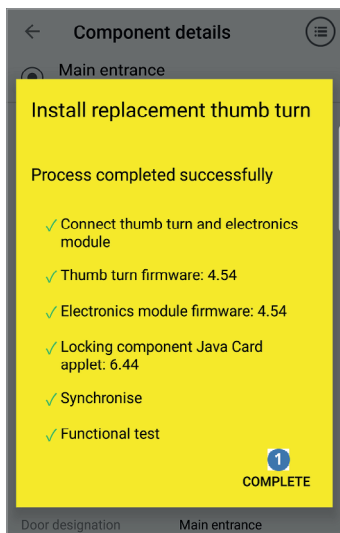 Component details
Main entrance
Install replacement thumb turn
Process completed successfully
Connect thumb turn and electronics
module
Thumb turn firmware: 4.54
Electronics module firmware: 4.54
Locking component Java Card
applet: 6.44
Synchronise
Functional test
1
COMPLETE
Door designation Main entrance